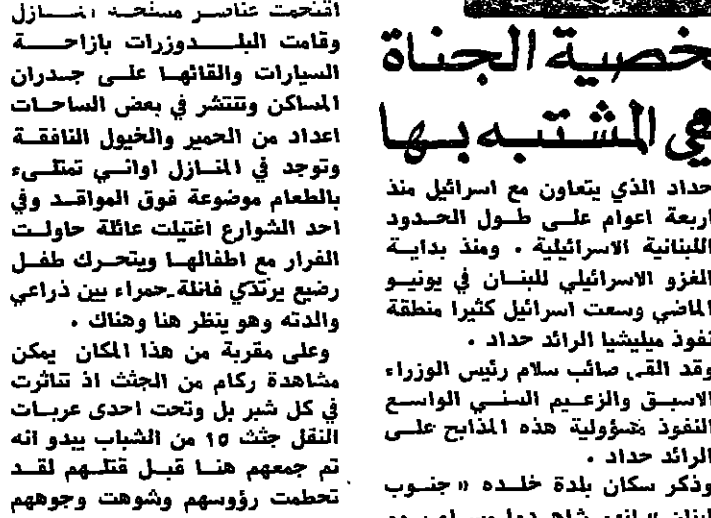 خصية الجناة
هي المشتبه بها
حداد الذي يتعاون مع اسرائيل منذ
اربعة اعوام على طول الحدود
اللبنانية الاسرائيلية . ومنذ بداية
الغزو الاسرائيلي للبنان في يونيو
الماضي وسعت اسرائيل كثيرا منطقة
نفوذ ميليشيا الرائد حداد .
وقد القى صائب سلام رئيس الوزراء
الاسبق والزعيم السني الواسع
النفوذ مسؤولية هذه المذابح على
الرائد حداد .
وذكر سكان بلدة خلده « جنوب
اقتحمت عناصر مسلحة
وقامت البلدوزرات بازاحة
السيارات والقائها على جدران
المساكن وتنتشر في بعض الساحات
اعداد من الحمير والخيول النافقة
وتوجد في المنازل اواني تمتلىء
بالطعام موضوعة فوق المواقد وفي
احد الشوارع اغتيلت عائلة حاولت
الفرار مع اطفالها ويتحرك طفل
رضيع يرتدي فانلة حمراء بين ذراعي
والدته وهو ينظر هنا وهناك .
وعلى مقربة من هذا المكان يمكن
مشاهدة ركام من الجثث اذ تناثرت
في كل شبر بل وتحت احدى عربات
النقل جثث ١٥ من الشباب يبدو انه
تم جمعهم هنا قبل قتلهم لقد
تحطمت رؤوسهم وشوهت وجوههم